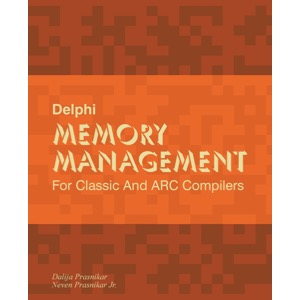 Delphi
MEMORY
MANAGEMENT
For Classic And ARC Compilers
Dalija Prasnikar
Neven Prasnikar Jr.